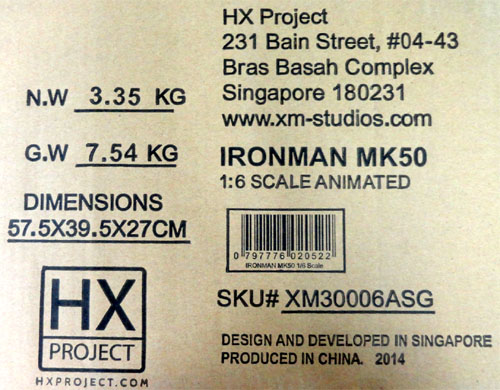 HX Project
231 Bain Street, #04-43
Bras Basah Complex
Singapore 180231
www.xm-studios.com
N.W 3.35 KG
G.W 7.54 KG
DIMENSIONS
57.5X39.5X27CM
IRONMAN MK50
1:6 SCALE ANIMATED
0 797776 020522
IRONMAN MK50 1/6 Scale
SKU# XM30006ASG
HX
PROJECT
HXPROJECT.COM
DESIGN AND DEVELOPED IN SINGAPORE
PRODUCED IN CHINA. 2014